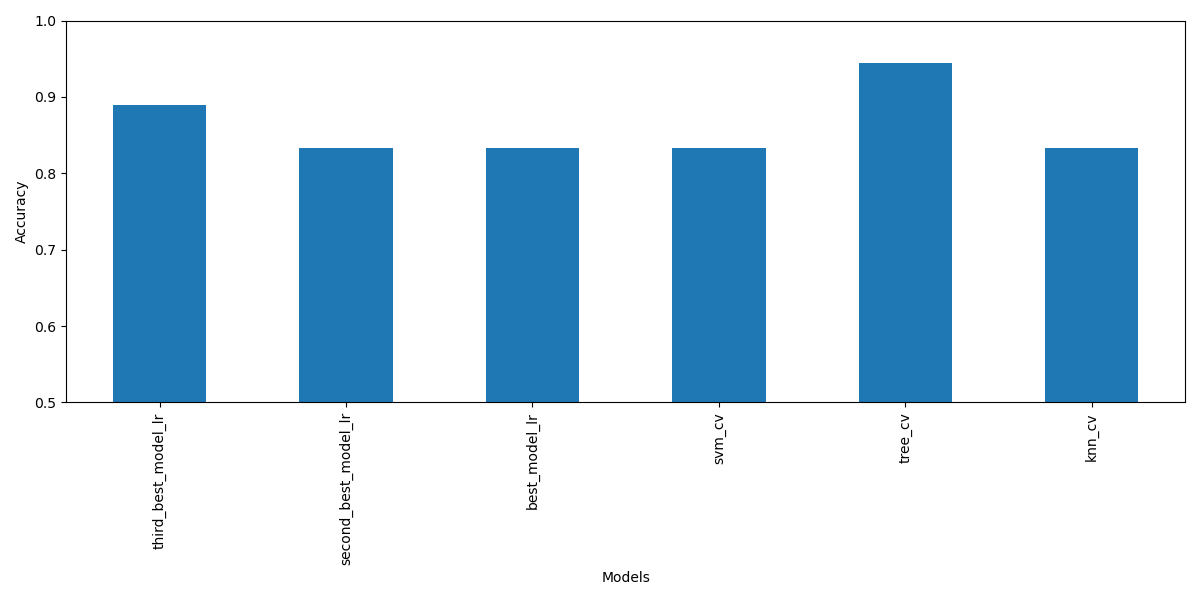 1.0
0.9
0.8
0.7
0.6
0.5
Accuracy
third_best_model_lr
second_best_model_lr
best_model_lr
svm_cv
tree_cv
knn_cv
Models